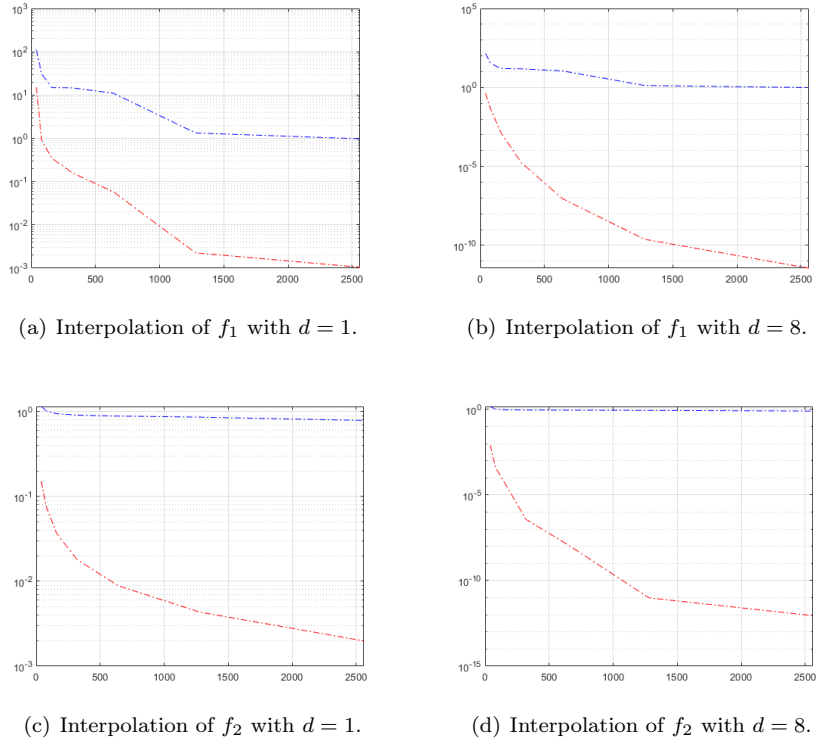 10^3
10^2
10^1
10^0
10^-1
10^-2
10^-3
0 500 1000 1500 2000 2500
10^5
10^0
10^-5
10^-10
0 500 1000 1500 2000 2500
(a) Interpolation of f_1 with d = 1.
(b) Interpolation of f_1 with d = 8.
10^0
10^-1
10^-2
10^-3
0 500 1000 1500 2000 2500
10^0
10^-5
10^-10
10^-15
0 500 1000 1500 2000 2500
(c) Interpolation of f_2 with d = 1.
(d) Interpolation of f_2 with d = 8.